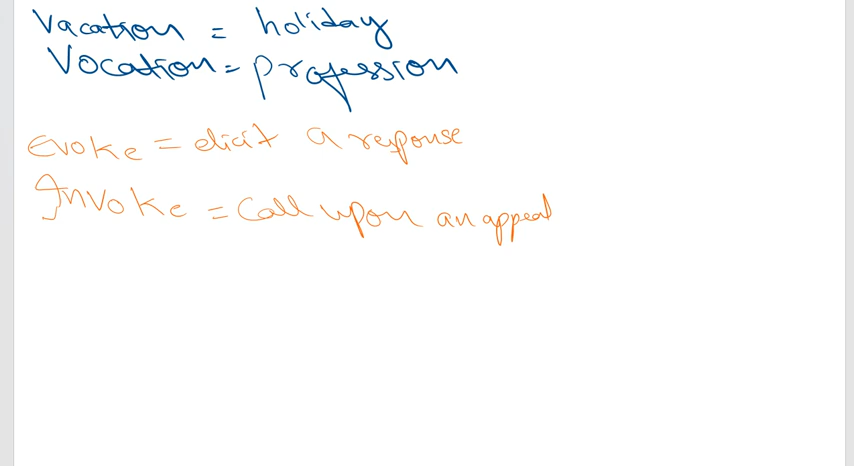 Vacation = holiday
Vocation = profession
Evoke = elicit a response
Invoke = Call upon an appeal